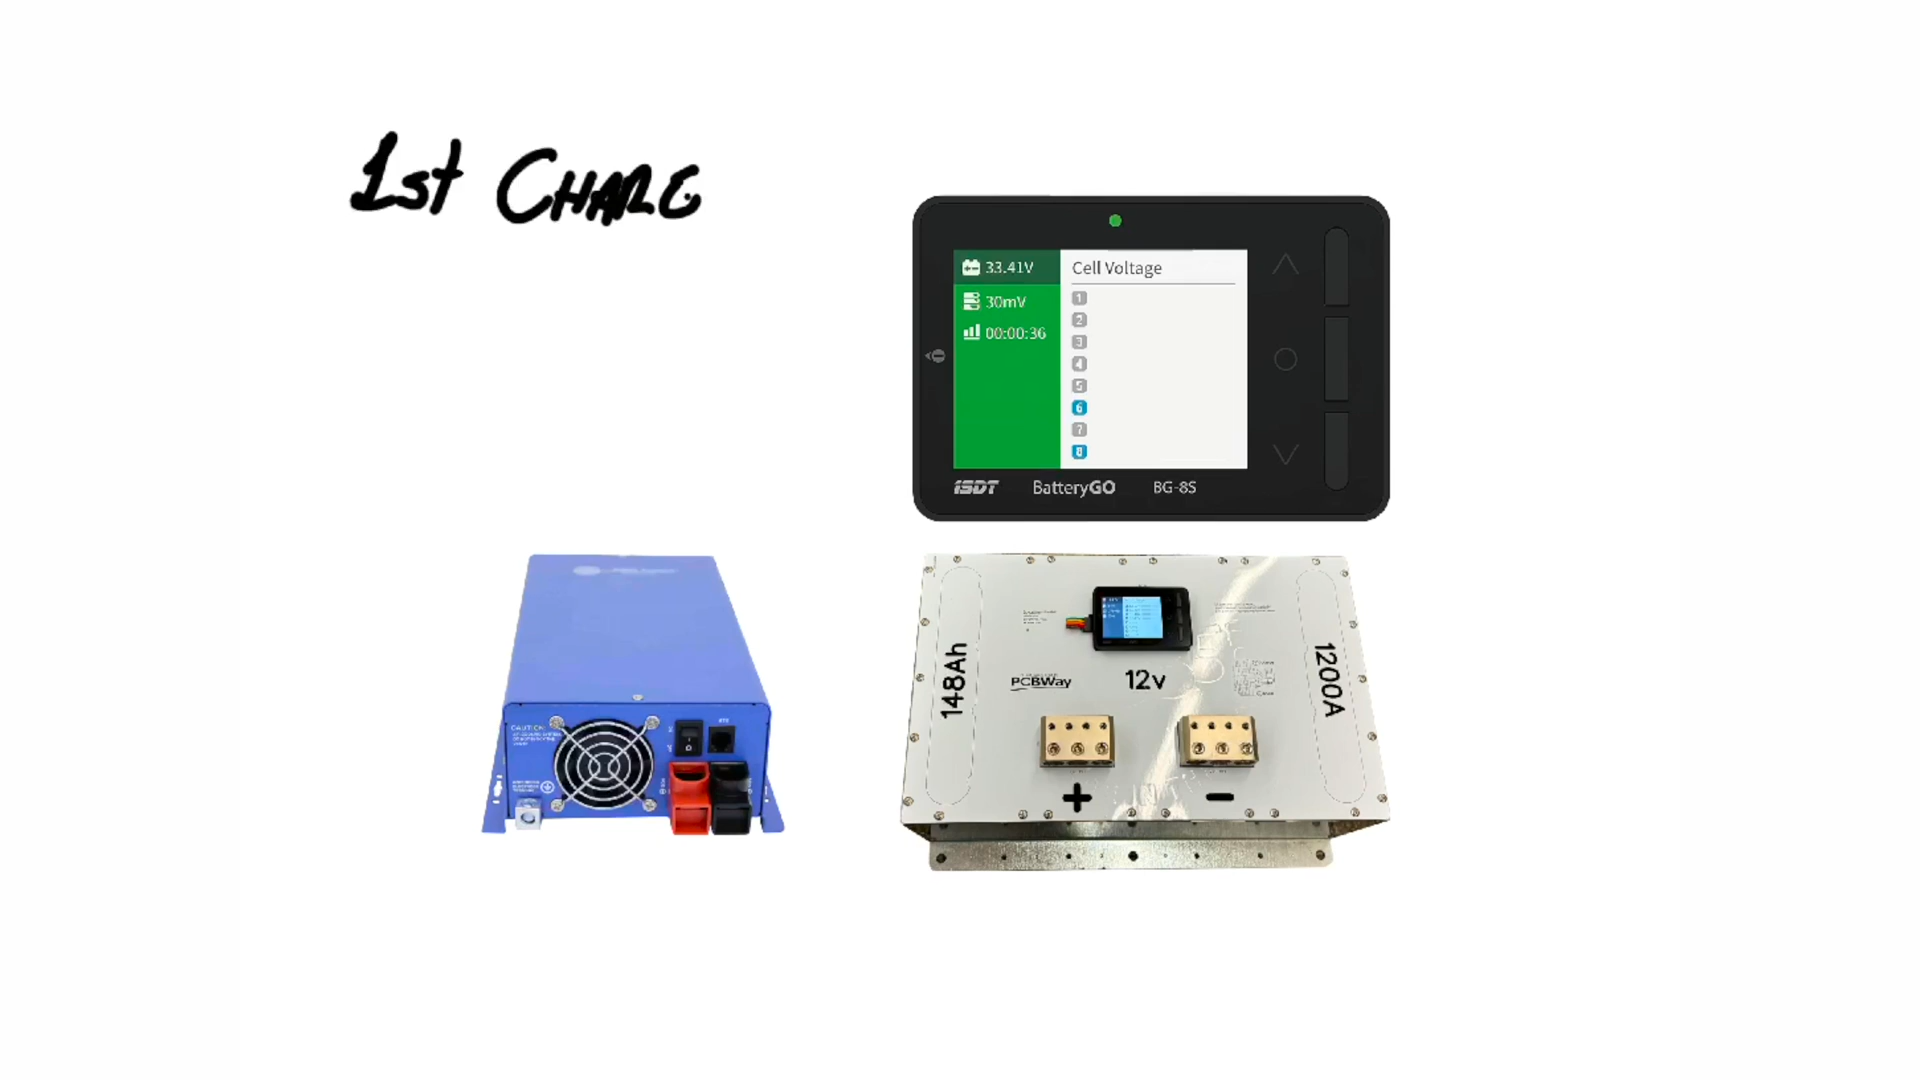 1st CHARG
33.41V
30mV
00:00:36
Cell Voltage
1
2
3
4
5
6
7
8
ISDT BatteryGO BG-8S
CAUTION:
148Ah
PCBWay
12v
1200A
+ -